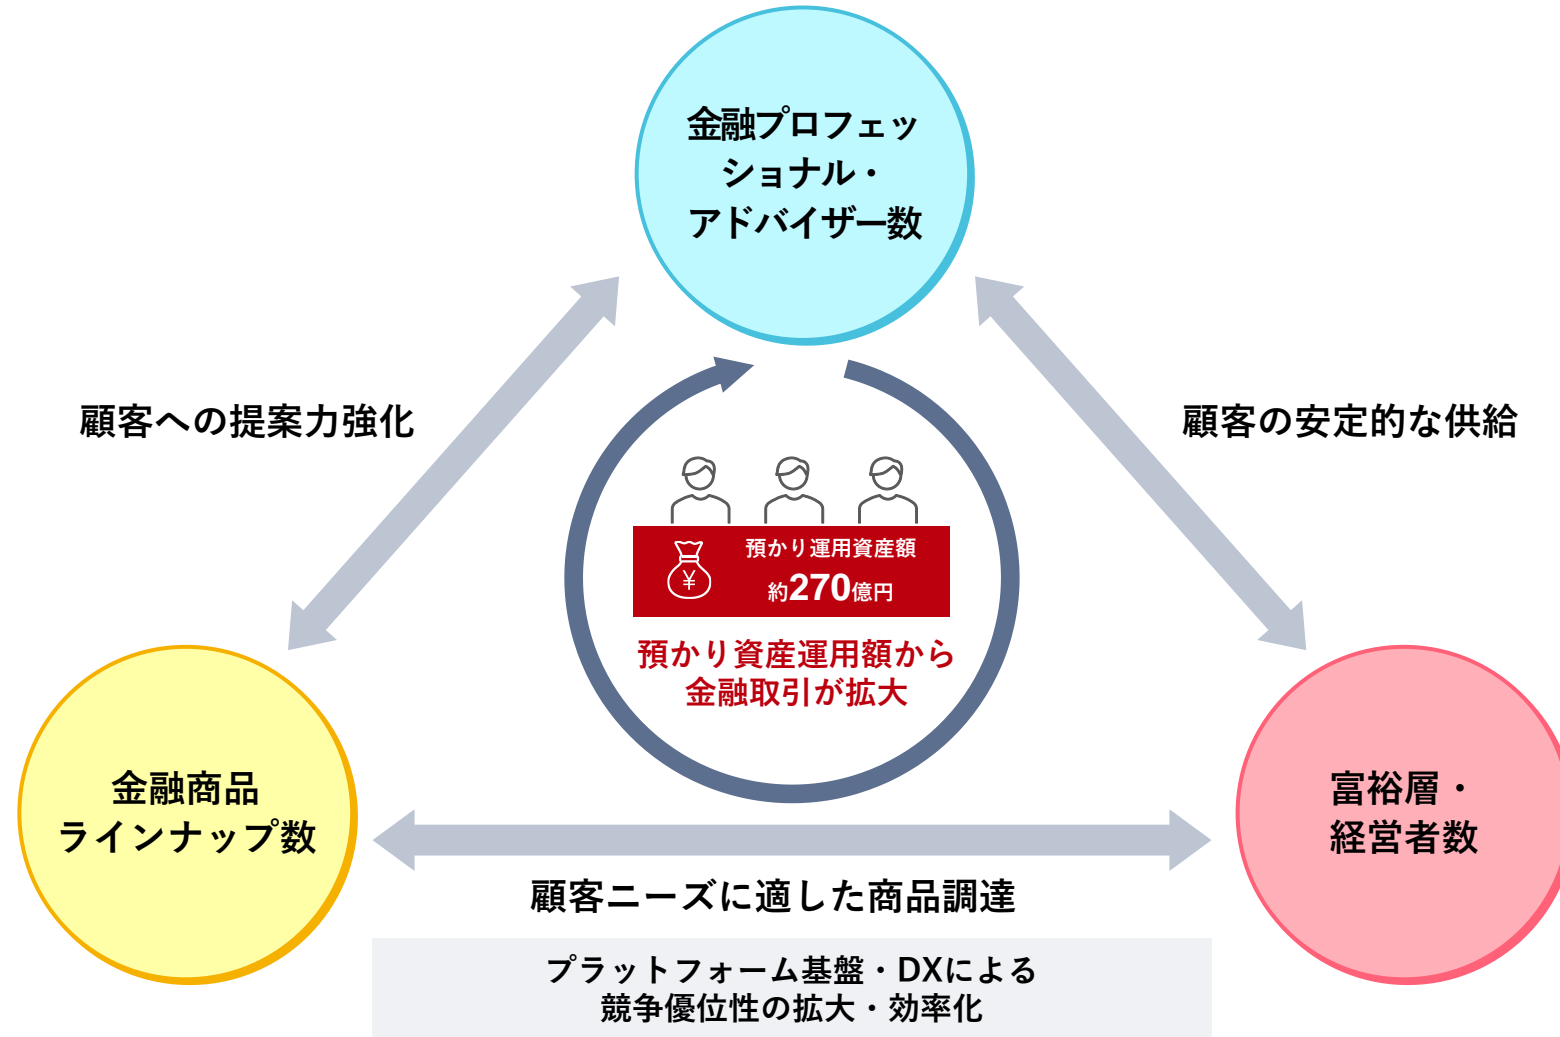 金融プロフェッ
ショナル・
アドバイザー数
顧客への提案力強化
顧客の安定的な供給
¥
預かり運用資産額
約270億円
預かり資産運用額から
金融取引が拡大
金融商品
ラインナップ数
富裕層・
経営者数
顧客ニーズに適した商品調達
プラットフォーム基盤・DXによる
競争優位性の拡大・効率化